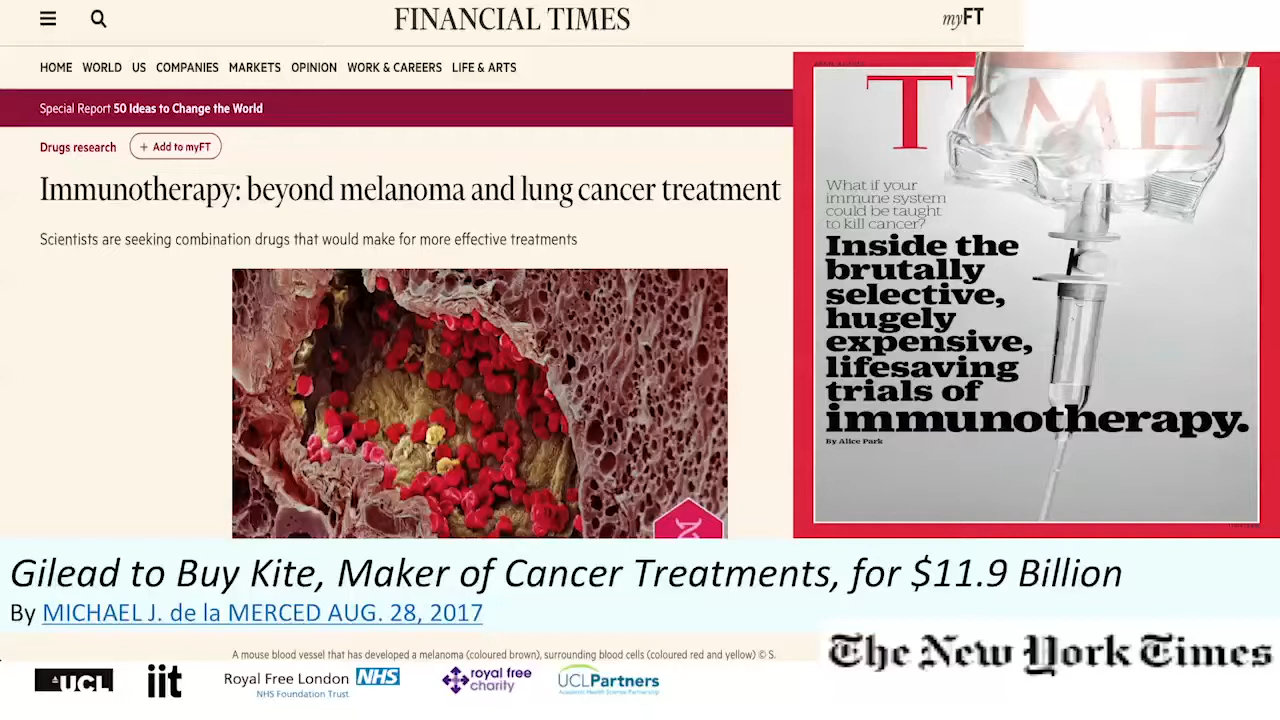 FINANCIAL TIMES
myFT
HOME WORLD US COMPANIES MARKETS OPINION WORK & CAREERS LIFE & ARTS
Special Report 50 Ideas to Change the World
Drugs research
+ Add to myFT
Immunotherapy: beyond melanoma and lung cancer treatment
Scientists are seeking combination drugs that would make for more effective treatments
TIME
What if your
immune system
could be taught
to kill cancer?
Inside the
brutally
selective,
hugely
expensive,
lifesaving
trials of
immunotherapy.
By Alice Park
Gilead to Buy Kite, Maker of Cancer Treatments, for $11.9 Billion
By MICHAEL J. de la MERCED AUG. 28, 2017
The New York Times
A mouse blood vessel that has developed a melanoma (coloured brown), surrounding blood cells (coloured red and yellow) © S.
UCL
iit
Royal Free London NHS
NHS Foundation Trust
royal free
charity
UCLPartners
Academic Health Science Partnership